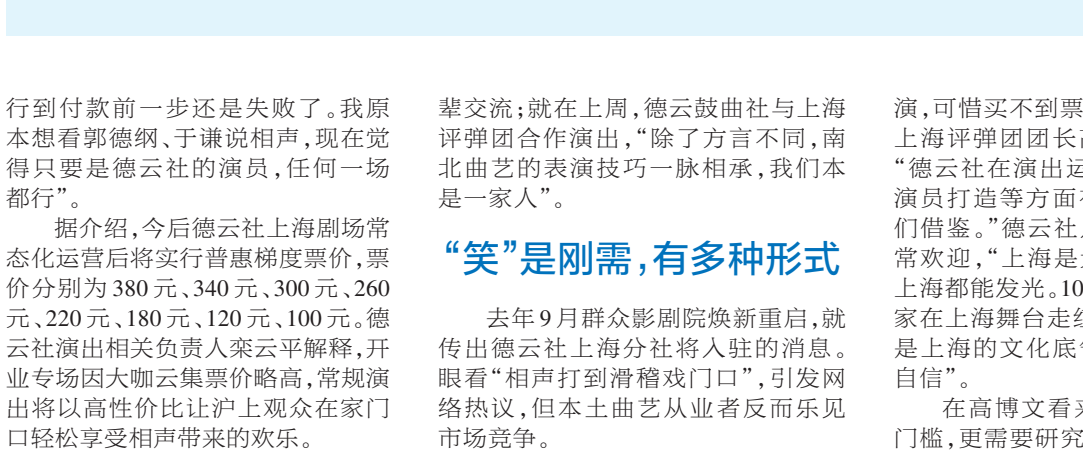 行到付款前一步还是失败了。我原
本想看郭德纲、于谦说相声,现在觉
得只要是德云社的演员,任何一场
都行”。
据介绍,今后德云社上海剧场常
态化运营后将实行普惠梯度票价,票
价分别为380元、340元、300元、260
元、220元、180元、120元、100元。德
云社演出相关负责人栾云平解释,开
业专场因大咖云集票价略高,常规演
出将以高性价比让沪上观众在家门
口轻松享受相声带来的欢乐。
辈交流;就在上周,德云鼓曲社与上海
评弹团合作演出,“除了方言不同,南
北曲艺的表演技巧一脉相承,我们本
是一家人”。
“笑”是刚需,有多种形式
去年9月群众影剧院焕新重启,就
传出德云社上海分社将入驻的消息。
眼看“相声打到滑稽戏门口”,引发网
络热议,但本土曲艺从业者反而乐见
市场竞争。
演,可惜买不到票
上海评弹团团长
“德云社在演出运
演员打造等方面
们借鉴。”德云社
常欢迎,“上海是
上海都能发光。10
家在上海舞台走
是上海的文化底
自信”。
在高博文看来
门槛,更需要研究